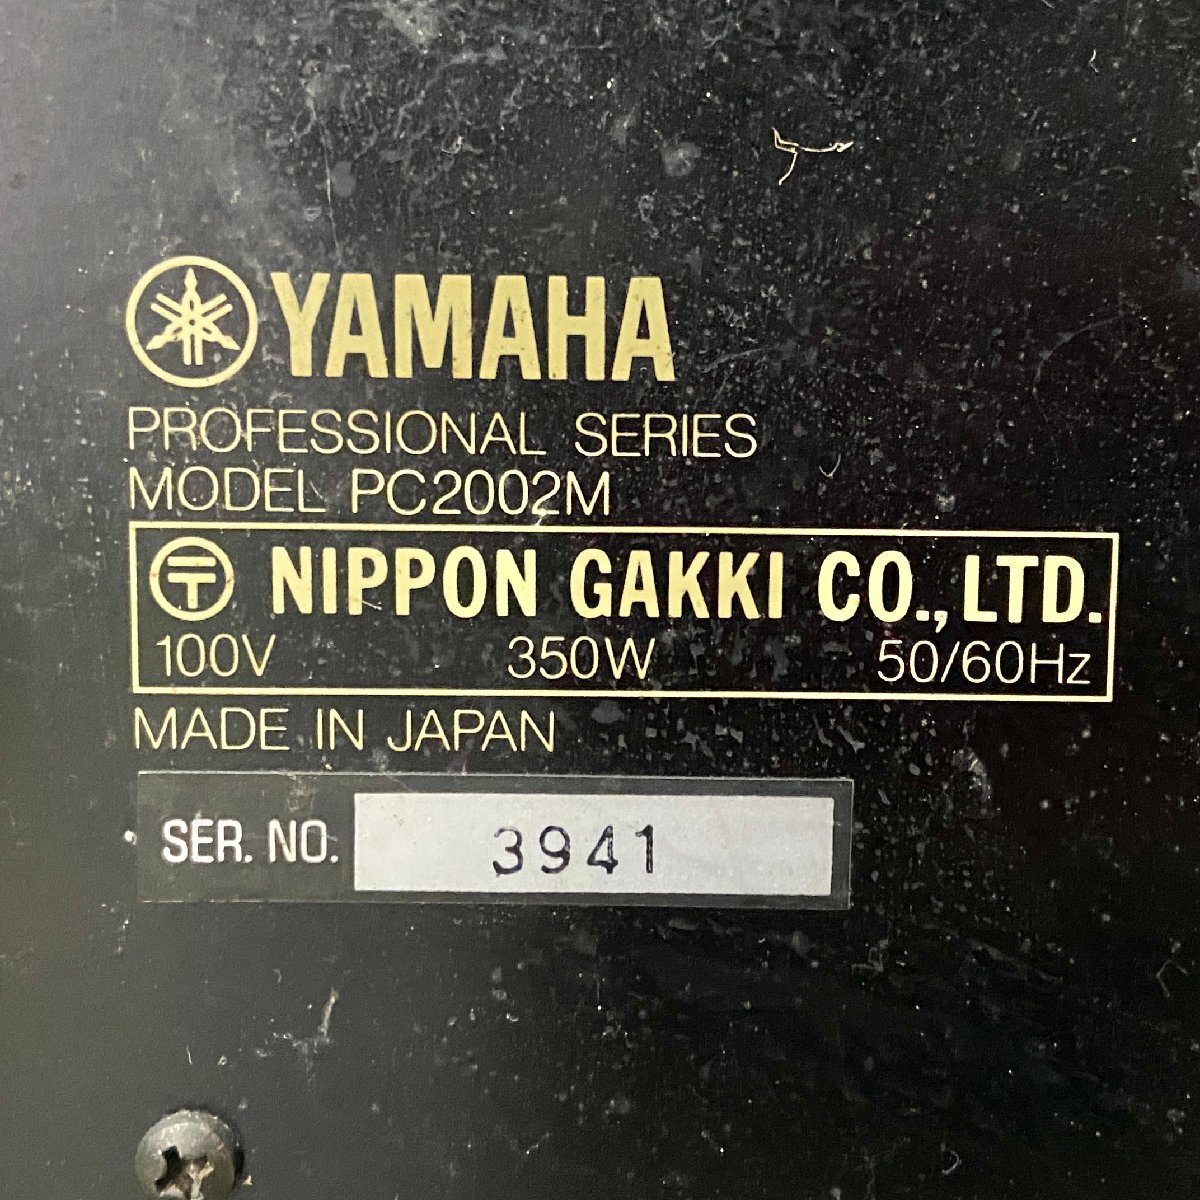 YAMAHA
PROFESSIONAL SERIES
MODEL PC2002M
〒 NIPPON GAKKI CO., LTD.
100V 350W 50/60Hz
MADE IN JAPAN
SER. NO. 3941